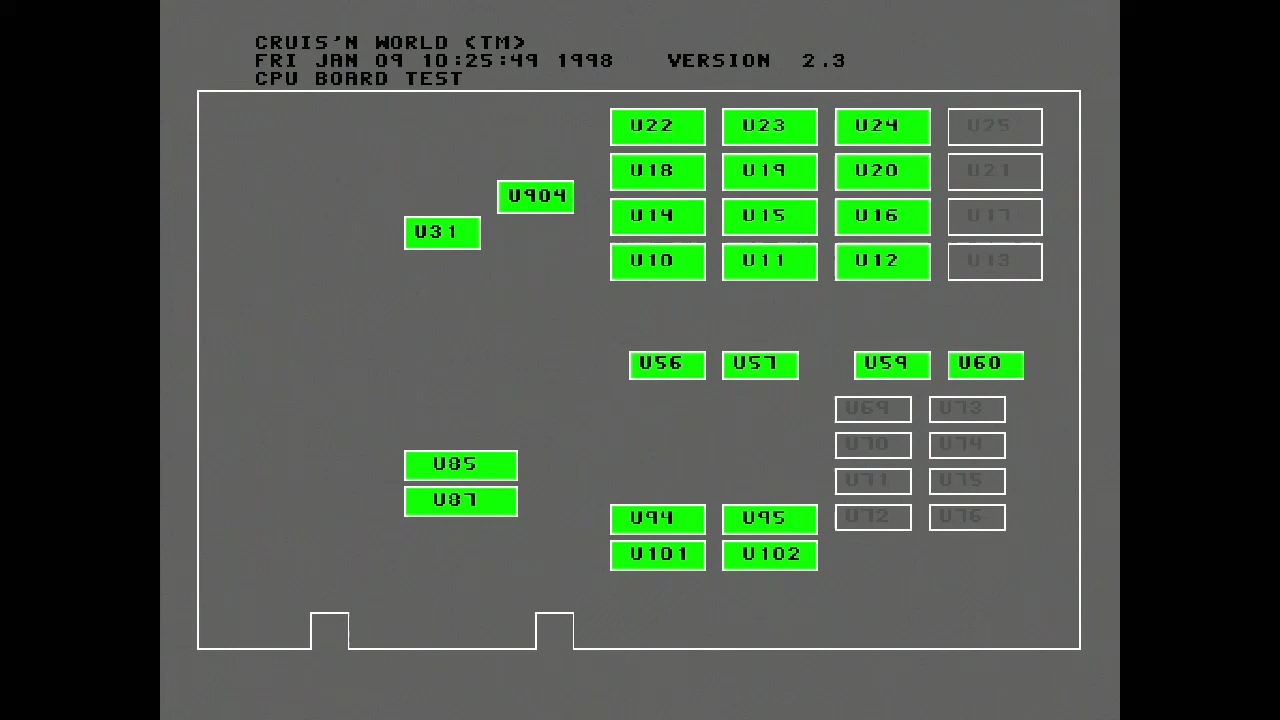 CRUIS'N WORLD <TM>
FRI JAN 09 10:25:49 1998 VERSION 2.3
CPU BOARD TEST
U22 U23 U24 U25
U18 U19 U20 U21
U904
U14 U15 U16 U17
U31
U10 U11 U12 U13
U56 U57 U59 U60
U69 U73
U70 U74
U85
U71 U75
U87
U94 U95 U72 U76
U101 U102